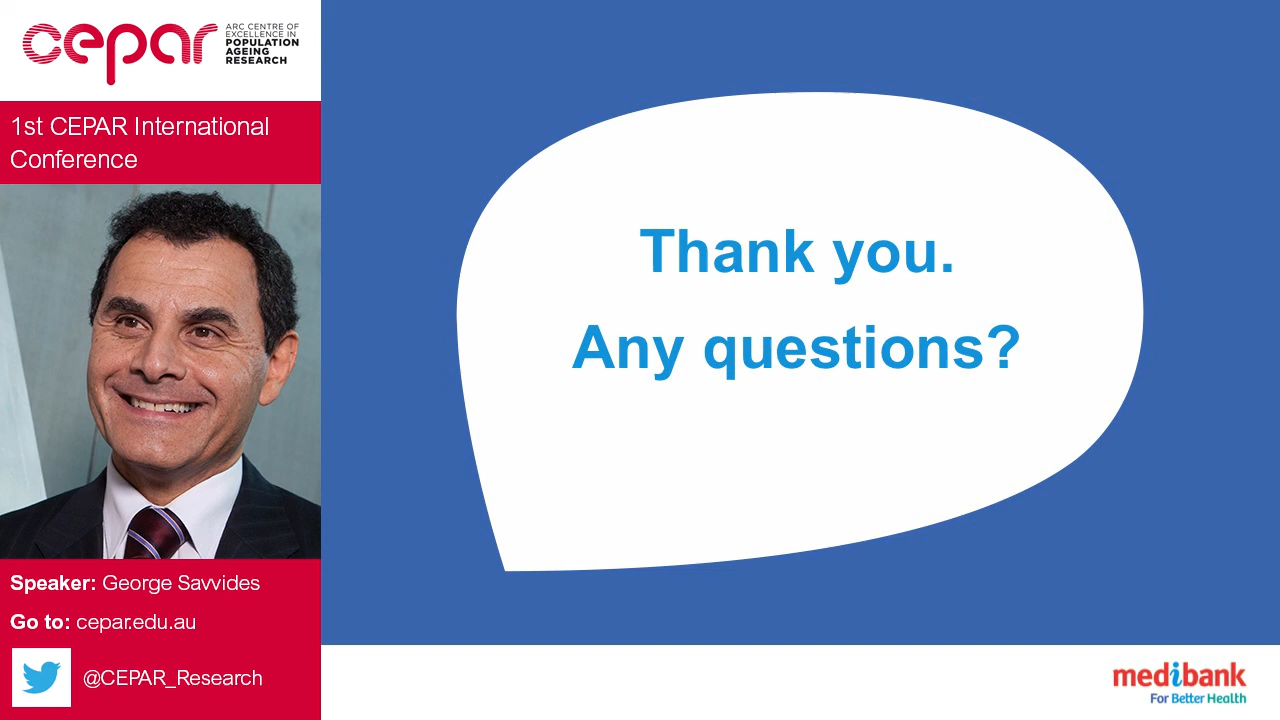 cepar
ARC CENTRE OF
EXCELLENCE IN
POPULATION
AGEING
RESEARCH
1st CEPAR International
Conference
Speaker: George Savvides
Go to: cepar.edu.au
@CEPAR_Research
Thank you.
Any questions?
medibank
For Better Health